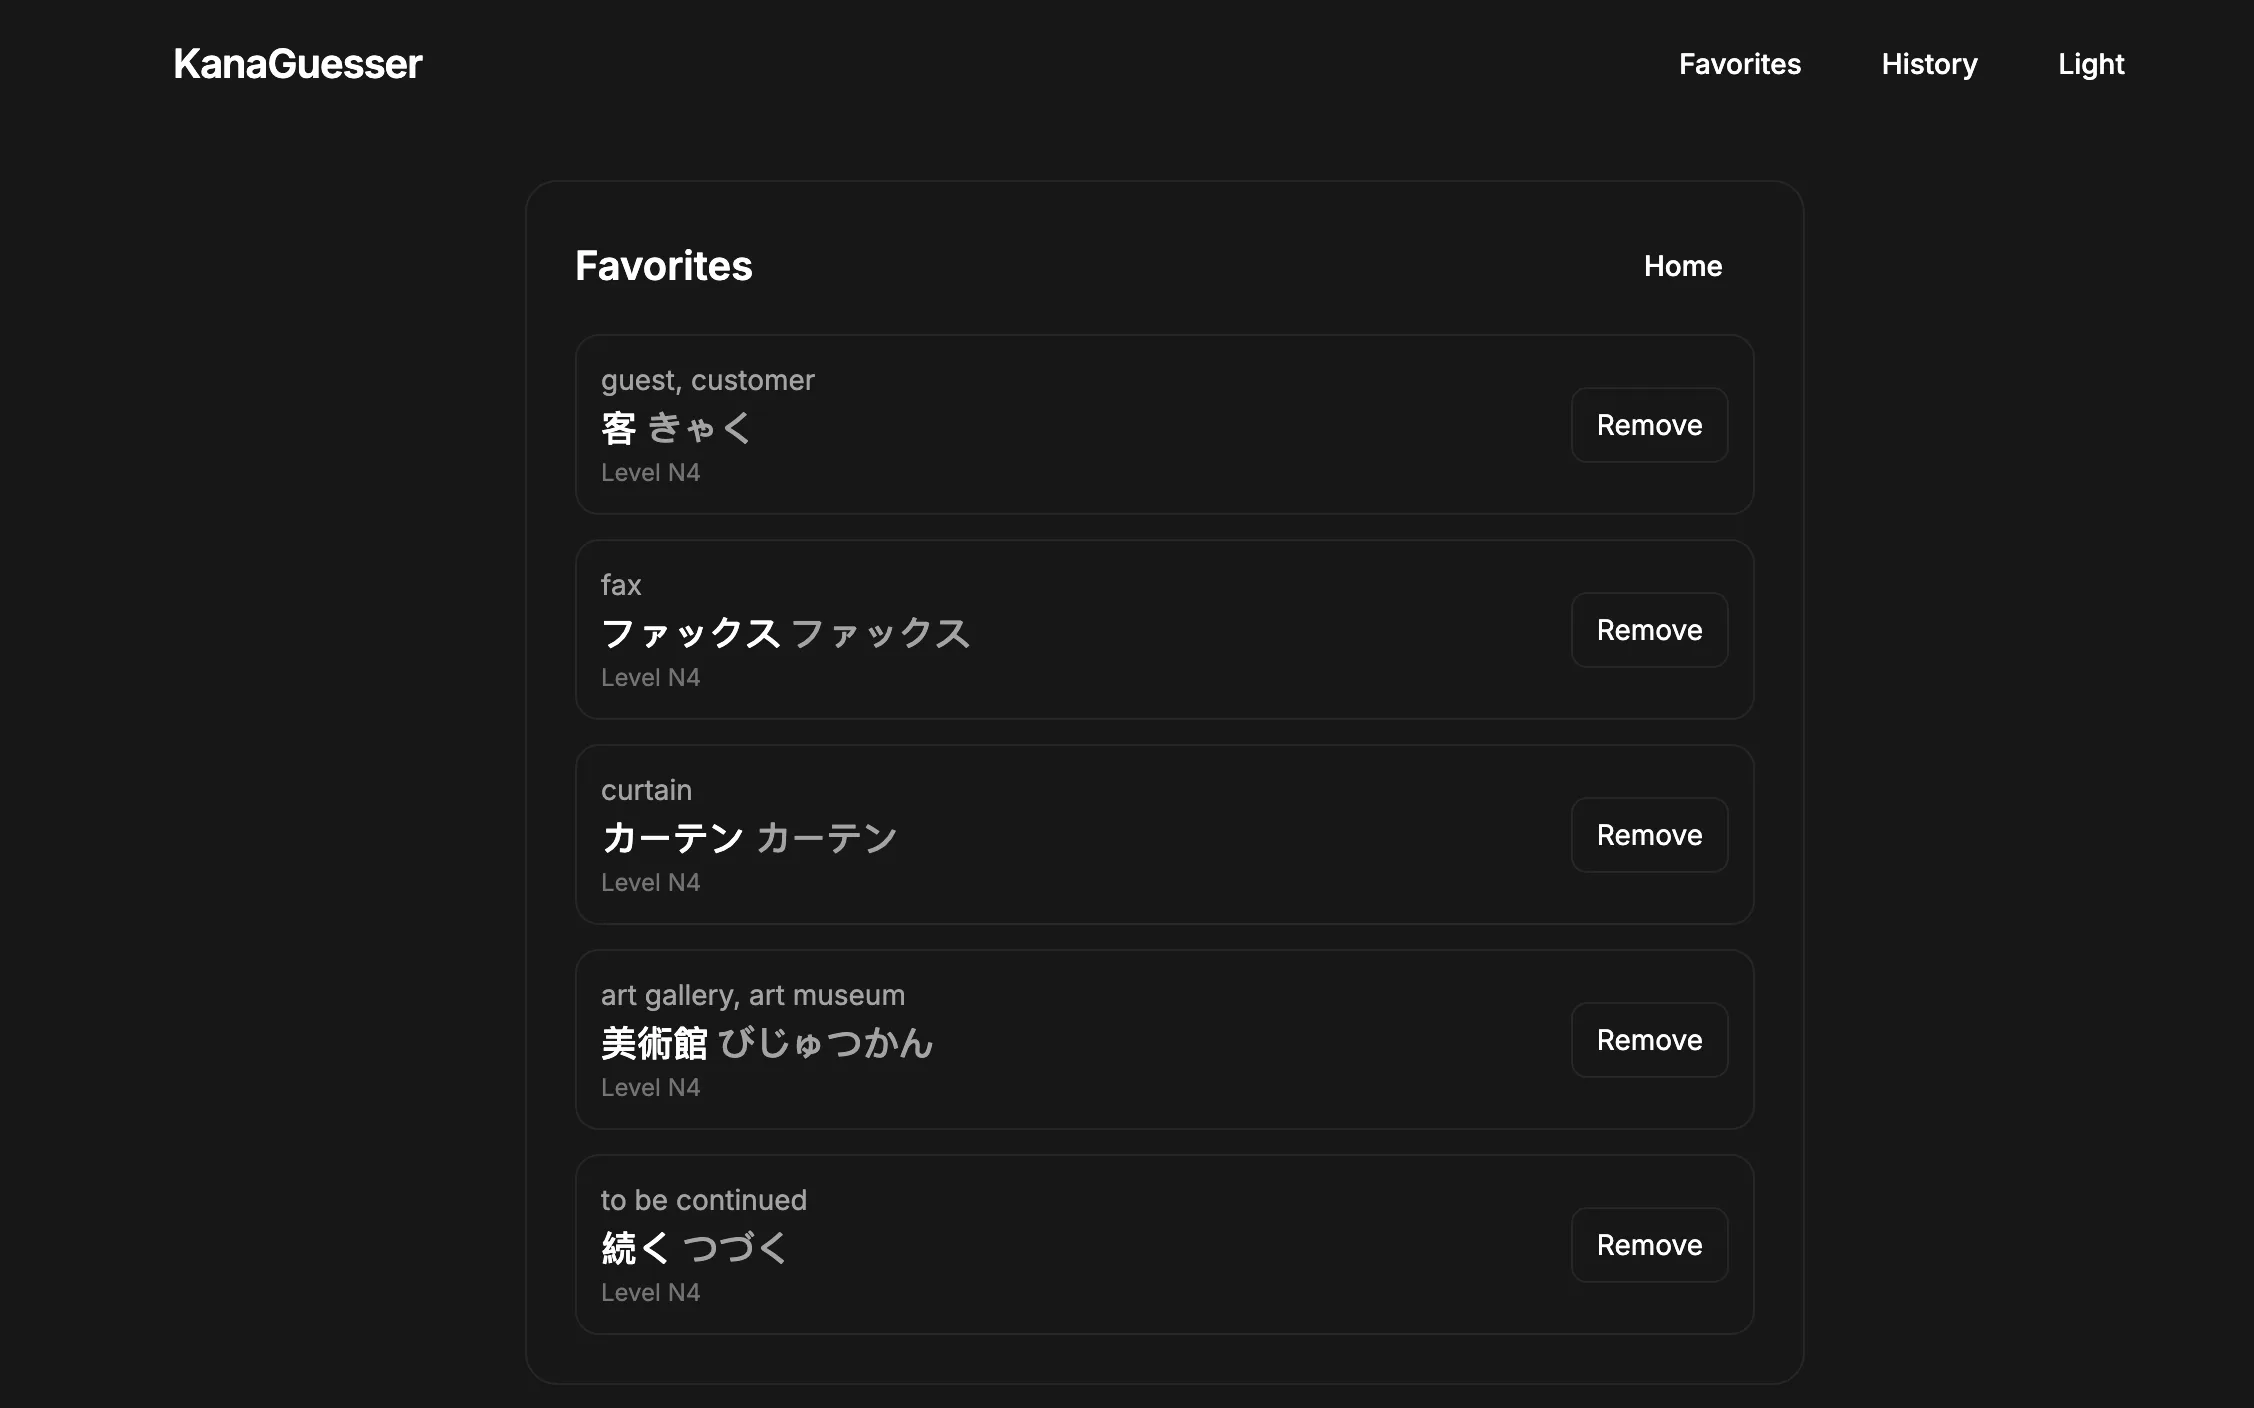 KanaGuesser
Favorites
History
Light
Favorites
Home
guest, customer
客 きゃく
Level N4
Remove
fax
ファックス ファックス
Level N4
Remove
curtain
カーテン カーテン
Level N4
Remove
art gallery, art museum
美術館 びじゅつかん
Level N4
Remove
to be continued
続く つづく
Level N4
Remove